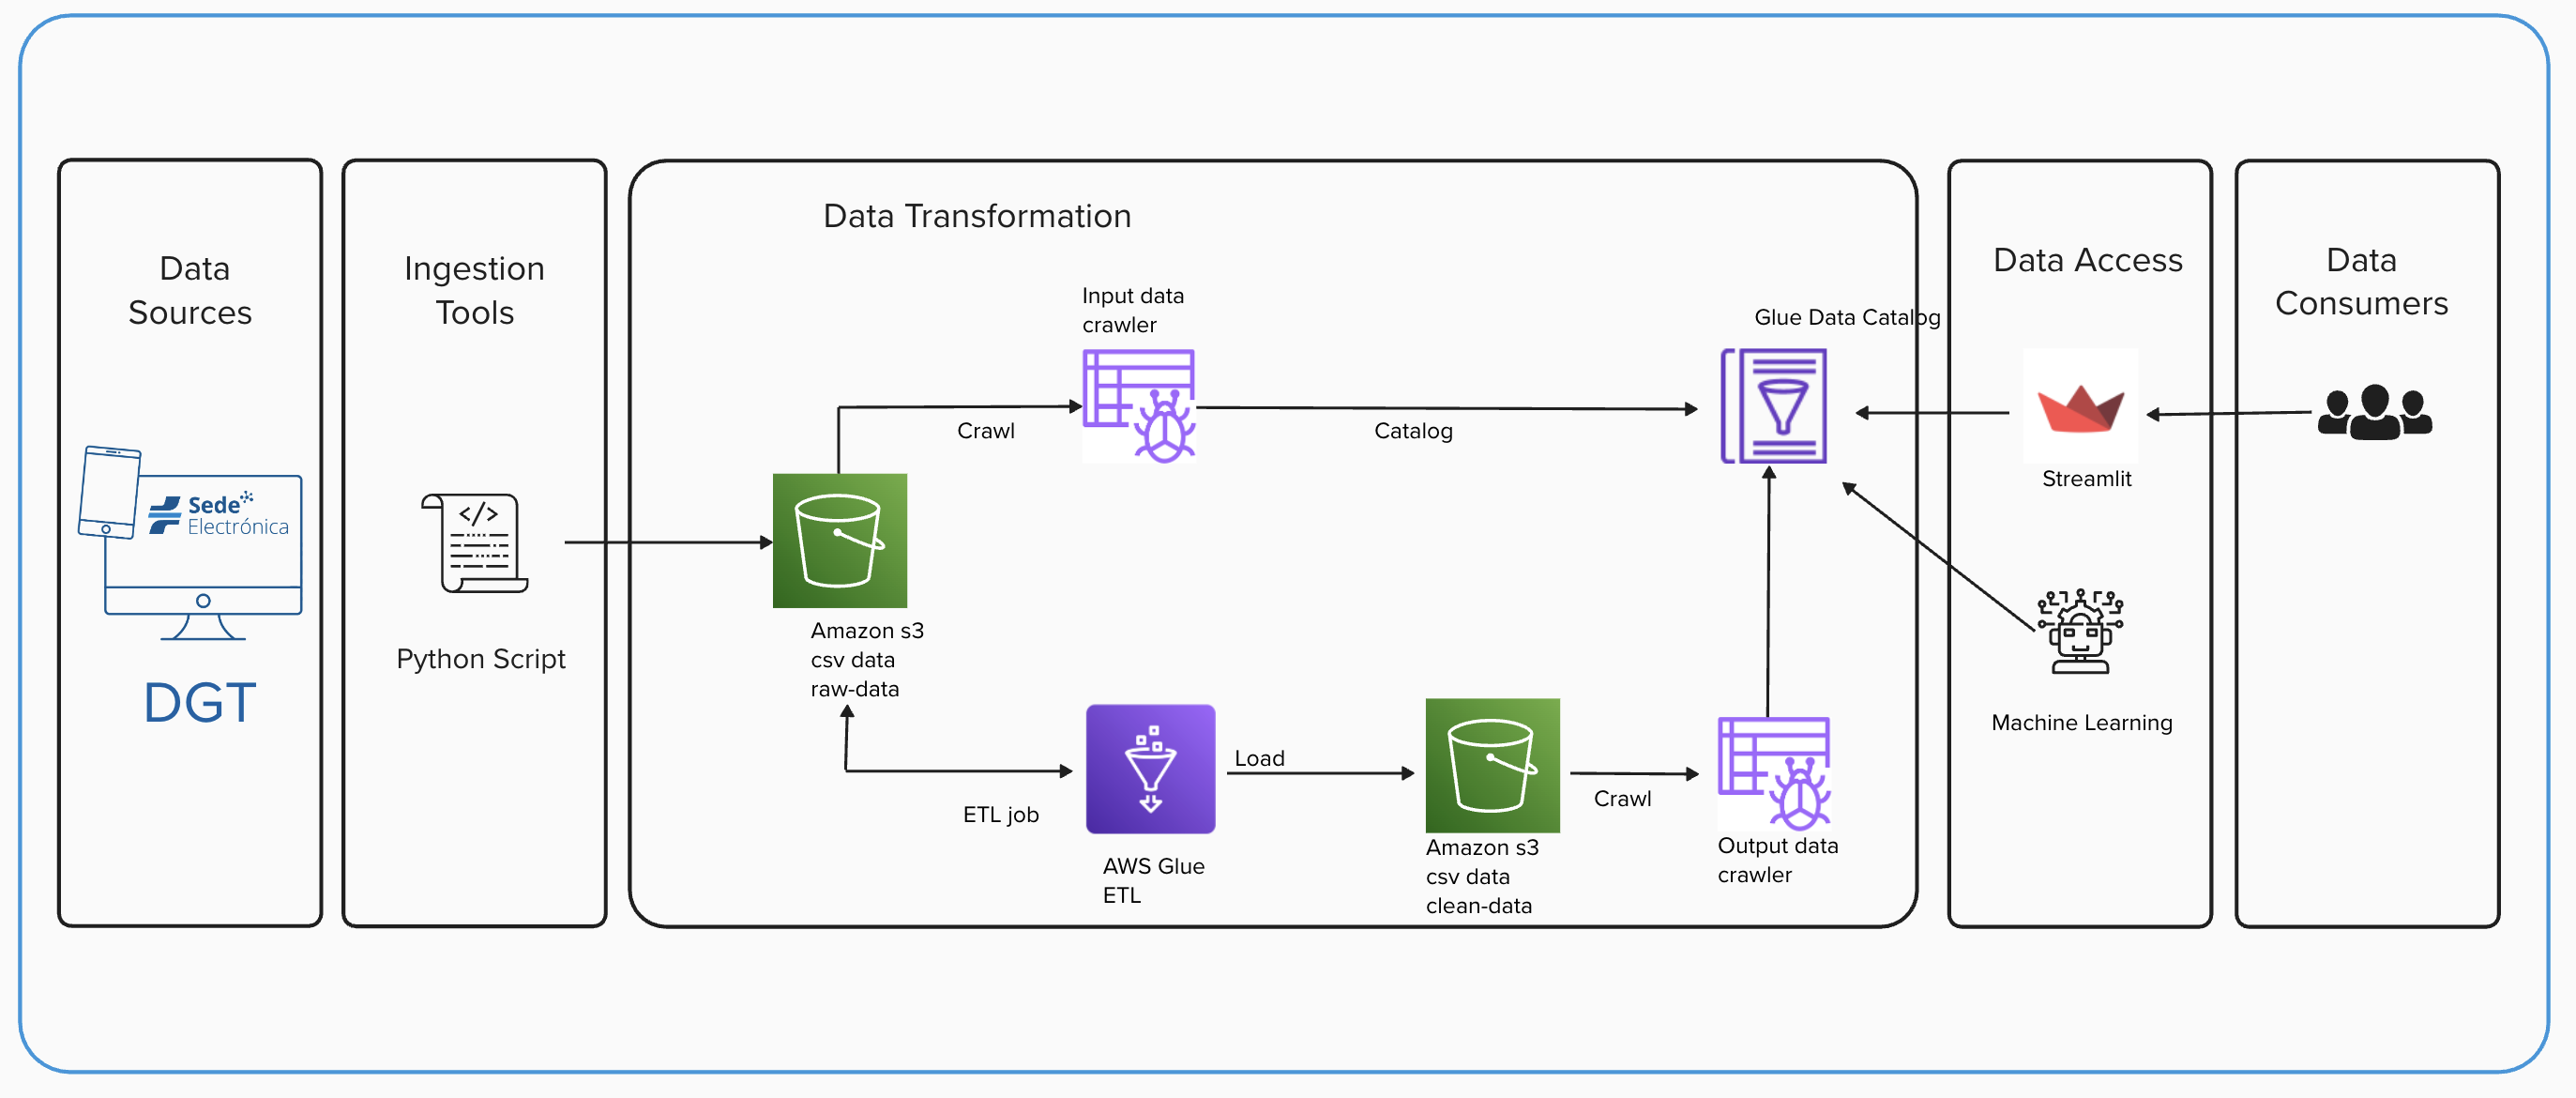 Data
Sources
Sede
Electrónica
DGT
Ingestion
Tools
</>
Python Script
Data Transformation
Input data
crawler
Crawl
Catalog
Glue Data Catalog
Amazon s3
csv data
raw-data
ETL job
AWS Glue
ETL
Load
Amazon s3
csv data
clean-data
Crawl
Output data
crawler
Data Access
Streamlit
Machine Learning
Data
Consumers